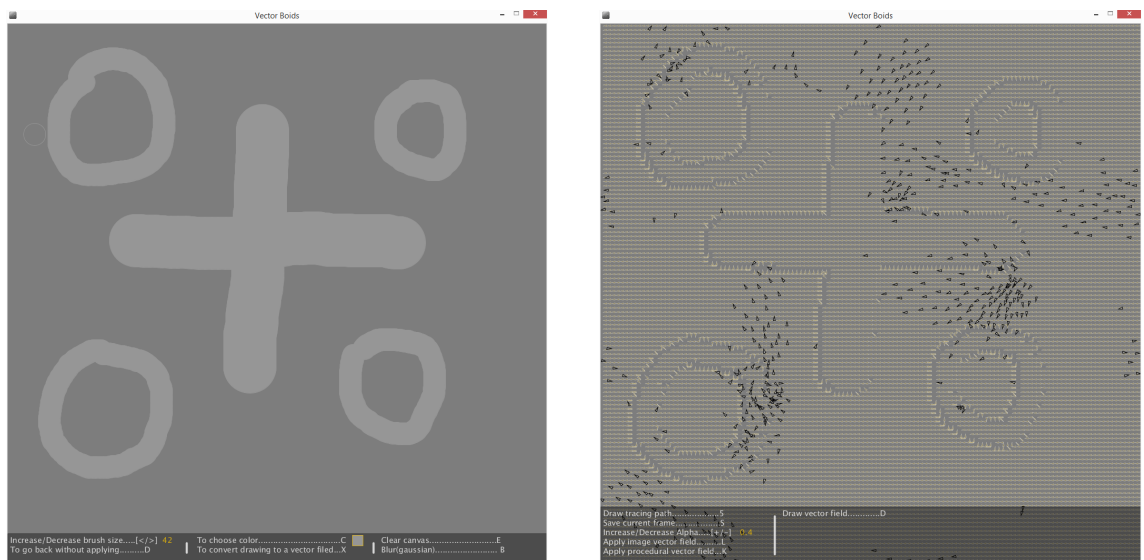 Vector Boids
Increase/Decrease brush size.....[</>] 42
To go back without applying..........D
To choose color.......................C
To convert drawing to a vector filed...X
Clear canvas........................E
Blur(gaussian)...................... B
Vector Boids
Draw tracing path...................5
Save current frame.................S
Increase/Decrease Alpha...[+/-] 0.4
Apply image vector field.........L
Apply procedural vector field....K
Draw vector field............D